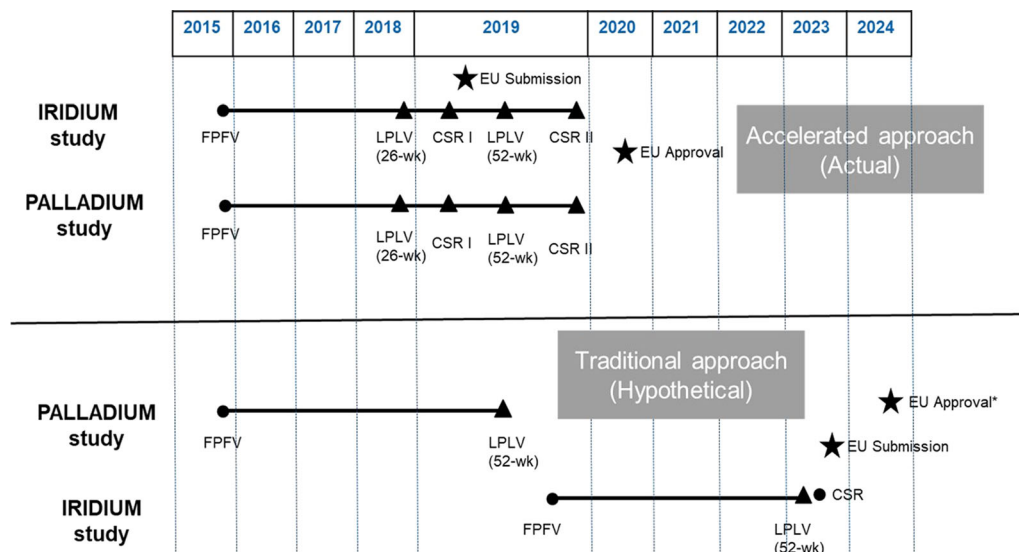 2015 2016 2017 2018 2019 2020 2021 2022 2023 2024
EU Submission
IRIDIUM
study
FPFV
LPLV
(26-wk)
CSR I
LPLV
(52-wk)
CSR II
EU Approval
Accelerated approach
(Actual)
PALLADIUM
study
FPFV
LPLV
(26-wk)
CSR I
LPLV
(52-wk)
CSR II
Traditional approach
(Hypothetical)
EU Approval*
PALLADIUM
study
FPFV
LPLV
(52-wk)
EU Submission
IRIDIUM
study
FPFV
LPLV
(52-wk)
CSR